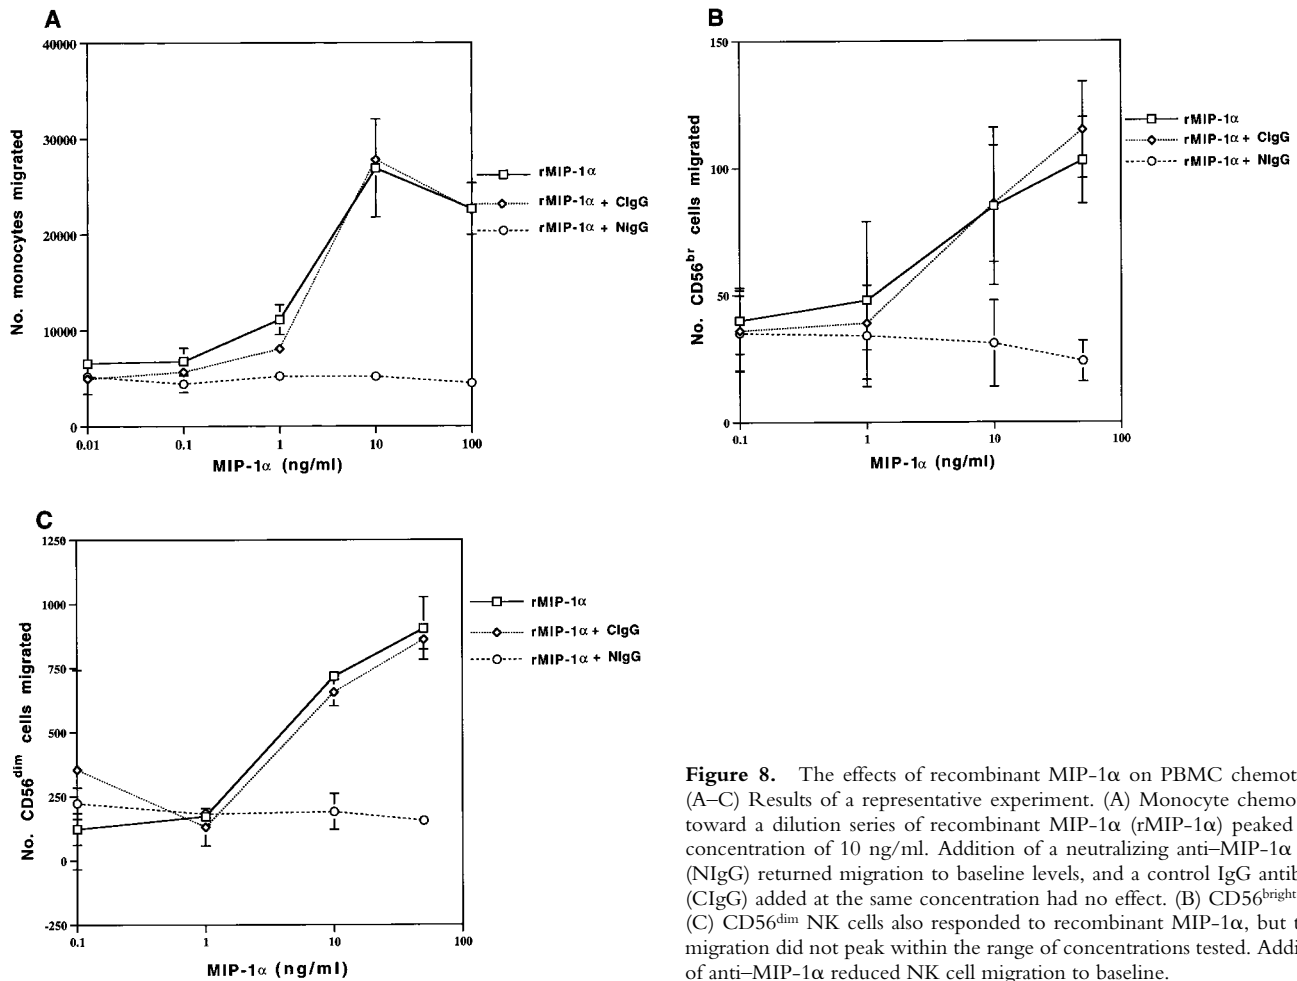 A
40000
30000
20000
10000
0
0.01 0.1 1 10 100
No. monocytes migrated
MIP-1α (ng/ml)
rMIP-1α
rMIP-1α + CIgG
rMIP-1α + NIgG
B
150
100
50
0
0.1 1 10 100
No. CD56br cells migrated
MIP-1α (ng/ml)
rMIP-1α
rMIP-1α + CIgG
rMIP-1α + NIgG
C
1250
1000
750
500
250
0
-250
0.1 1 10 100
No. CD56dim cells migrated
MIP-1α (ng/ml)
rMIP-1α
rMIP-1α + CIgG
rMIP-1α + NIgG
Figure 8. The effects of recombinant MIP-1α on PBMC chemot
(A–C) Results of a representative experiment. (A) Monocyte chemo
toward a dilution series of recombinant MIP-1α (rMIP-1α) peaked
concentration of 10 ng/ml. Addition of a neutralizing anti–MIP-1α
(NIgG) returned migration to baseline levels, and a control IgG antib
(CIgG) added at the same concentration had no effect. (B) CD56bright
(C) CD56dim NK cells also responded to recombinant MIP-1α, but t
migration did not peak within the range of concentrations tested. Addi
of anti–MIP-1α reduced NK cell migration to baseline.